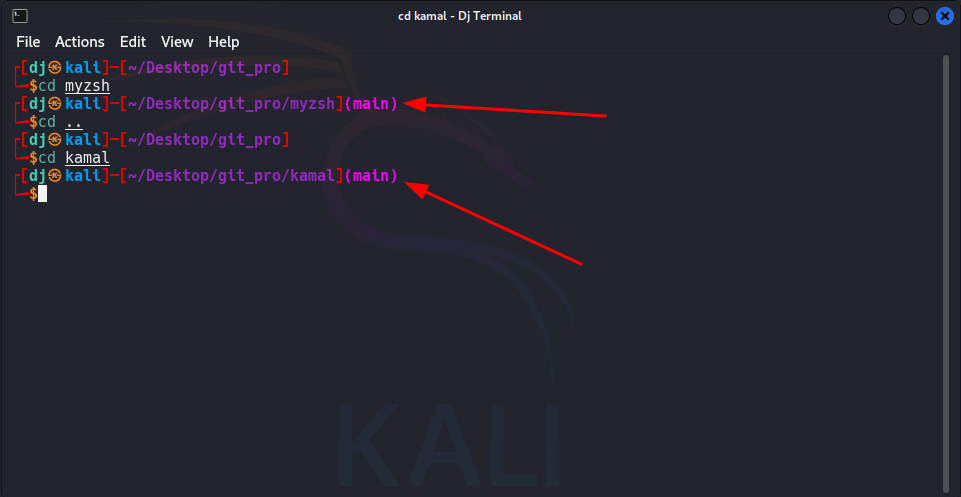 cd kamal - Dj Terminal
File Actions Edit View Help
┌[dj㉿kali]─[~/Desktop/git_pro]
└─$cd myzsh
┌[dj㉿kali]─[~/Desktop/git_pro/myzsh](main)
└─$cd ..
┌[dj㉿kali]─[~/Desktop/git_pro]
└─$cd kamal
┌[dj㉿kali]─[~/Desktop/git_pro/kamal](main)
└─$
KALI